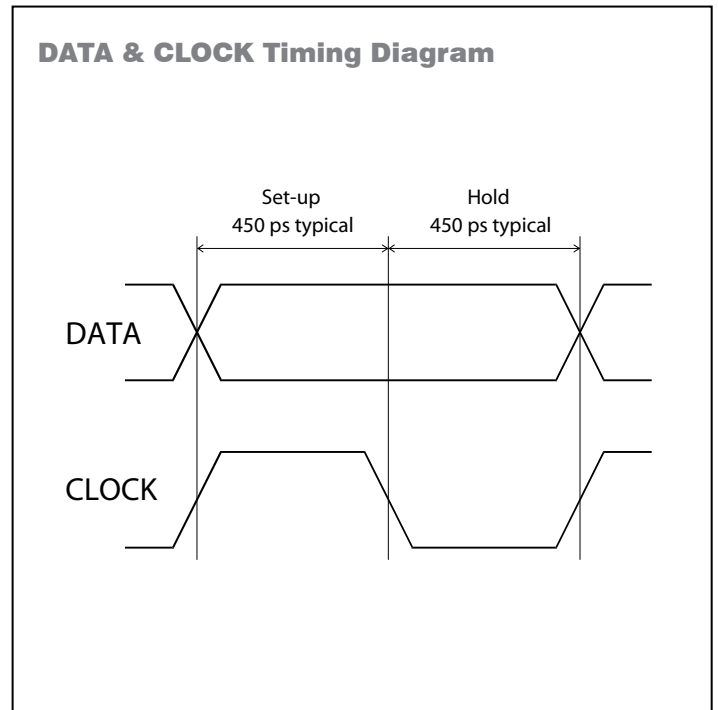 DATA & CLOCK Timing Diagram
Set-up
450 ps typical
Hold
450 ps typical
DATA
CLOCK